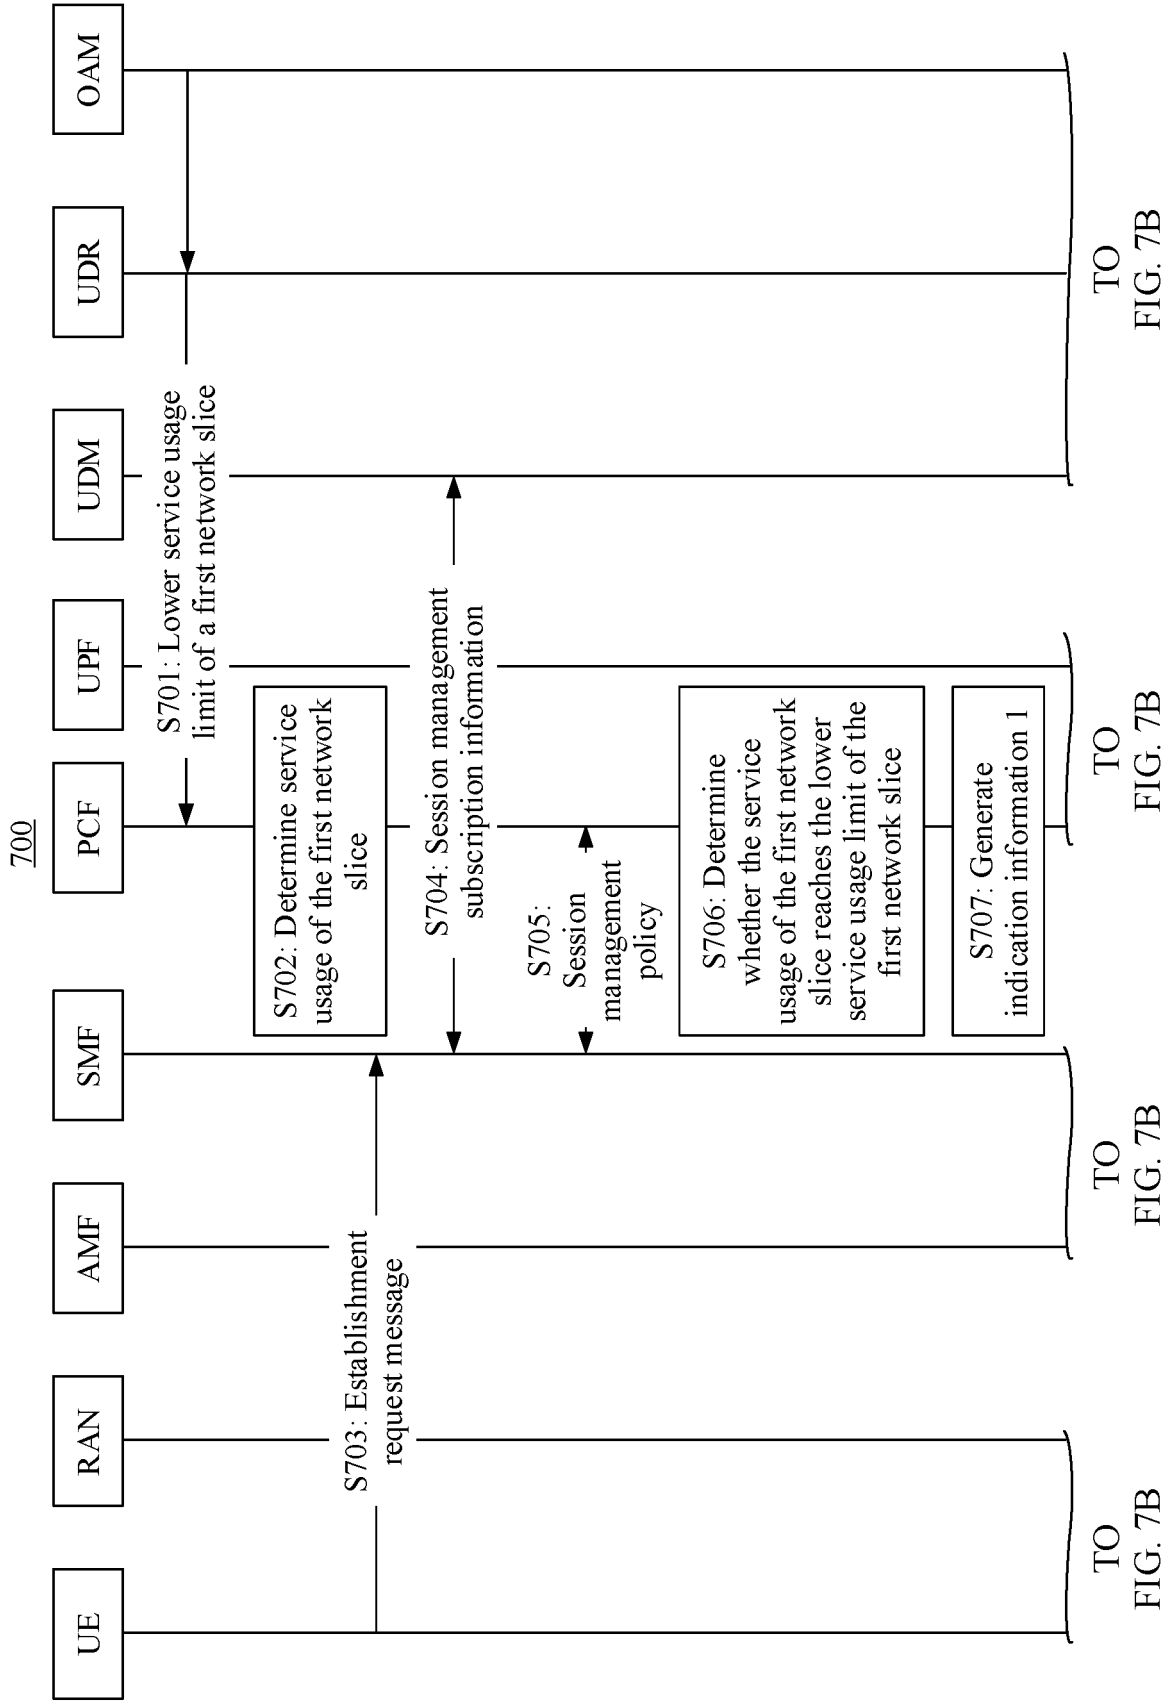 700
UE
RAN
AMF
SMF
PCF
UPF
UDM
UDR
OAM
S701: Lower service usage
limit of a first network slice
S702: Determine service
usage of the first network
slice
S703: Establishment
request message
S704: Session management
subscription information
S705:
Session
management
policy
S706: Determine
whether the service
usage of the first network
slice reaches the lower
service usage limit of the
first network slice
S707: Generate
indication information 1
TO
FIG. 7B
TO
FIG. 7B
TO
FIG. 7B
TO
FIG. 7B